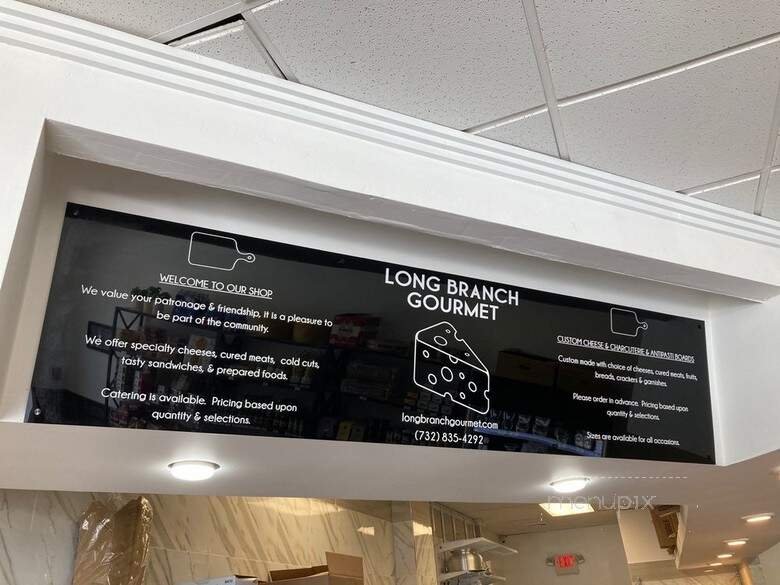 WELCOME TO OUR SHOP
We value your patronage & friendship, it is a pleasure to
be part of the community.
We offer specialty cheeses, cured meats, cold cuts,
tasty sandwiches, & prepared foods.
Catering is available. Pricing based upon
quantity & selections.
LONG BRANCH
GOURMET
longbranchgourmet.com
(732) 835-4292
CUSTOM CHEESE & CHARCUTERIE & ANTIPASTI BOARDS
Custom made with choice of cheeses, cured meats, fruits,
breads, crackers & garnishes.
Please order in advance. Pricing based upon
quantity & selections.
Sizes are available for all occasions.
menupix
EXIT